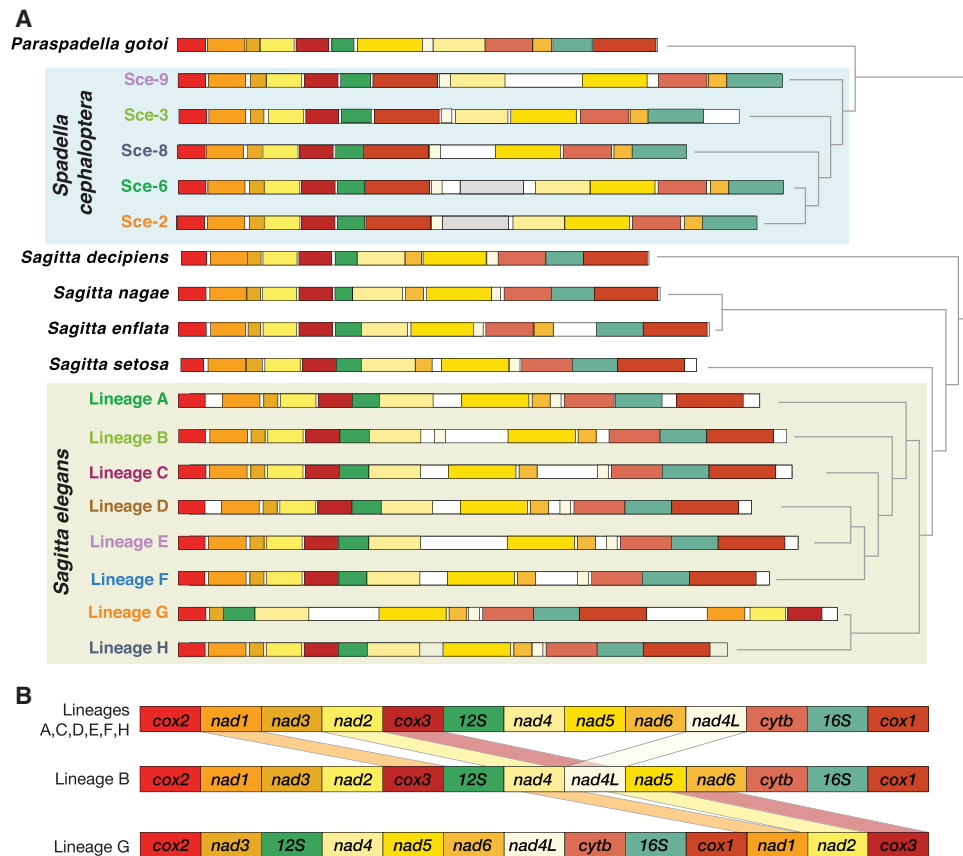 A
Paraspadella gotoi
Spadella
cephaloptera
Sce-9
Sce-3
Sce-8
Sce-6
Sce-2
Sagitta decipiens
Sagitta nagae
Sagitta enflata
Sagitta setosa
Sagitta elegans
Lineage A
Lineage B
Lineage C
Lineage D
Lineage E
Lineage F
Lineage G
Lineage H
B
Lineages
A,C,D,E,F,H
cox2 nad1 nad3 nad2 cox3 12S nad4 nad5 nad6 nad4L cytb 16S cox1
Lineage B
cox2 nad1 nad3 nad2 cox3 12S nad4 nad4L nad5 nad6 cytb 16S cox1
Lineage G
cox2 nad3 12S nad4 nad5 nad6 nad4L cytb 16S cox1 nad1 nad2 cox3